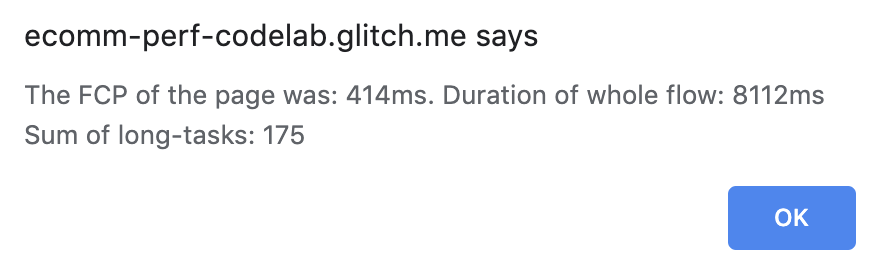 ecomm-perf-codelab.glitch.me says
The FCP of the page was: 414ms. Duration of whole flow: 8112ms
Sum of long-tasks: 175
OK